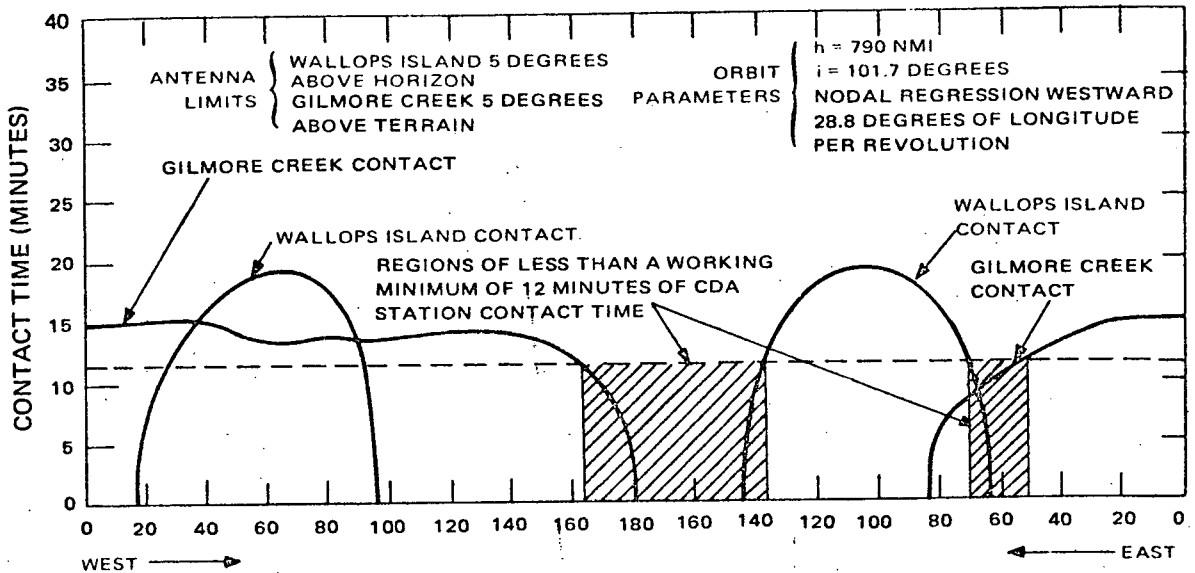 40
35
30
25
20
15
10
5
0
CONTACT TIME (MINUTES)
ANTENNA
LIMITS
WALLOPS ISLAND 5 DEGREES
ABOVE HORIZON
GILMORE CREEK 5 DEGREES
ABOVE TERRAIN
ORBIT
PARAMETERS
h = 790 NMI
i = 101.7 DEGREES
NODAL REGRESSION WESTWARD
28.8 DEGREES OF LONGITUDE
PER REVOLUTION
GILMORE CREEK CONTACT
WALLOPS ISLAND CONTACT.
REGIONS OF LESS THAN A WORKING
MINIMUM OF 12 MINUTES OF CDA
STATION CONTACT TIME
WALLOPS ISLAND
CONTACT
GILMORE CREEK
CONTACT
0 20 40 60 80 100 120 140 160 180 160 140 120 100 80 60 40 20 0
WEST
EAST